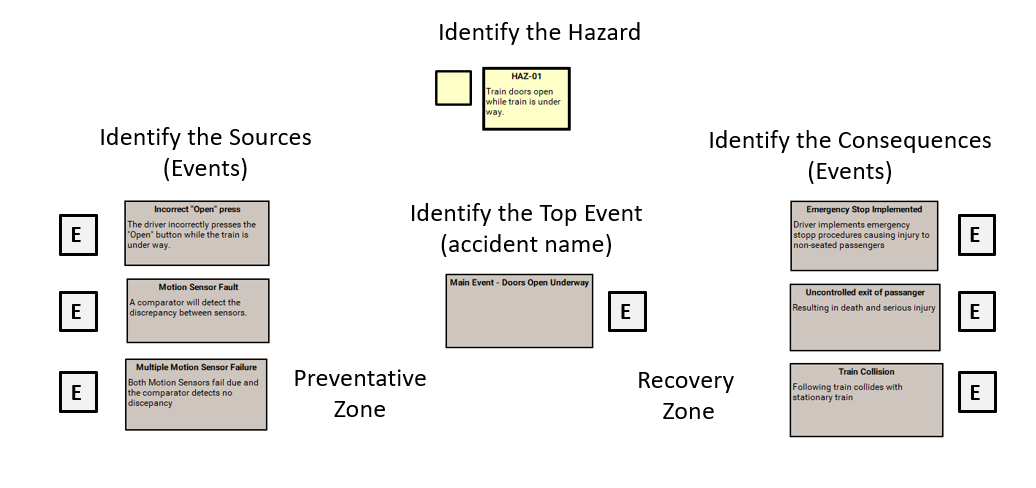 Identify the Hazard
HAZ-01
Train doors open
while train is under
way.
Identify the Sources
(Events)
Identify the Consequences
(Events)
E
Incorrect "Open" press
The driver incorrectly presses the
"Open" button while the train is
under way.
Identify the Top Event
(accident name)
Emergency Stop Implemented
Driver implements emergency
stopp procedures causing injury to
non-seated passengers
E
E
Motion Sensor Fault
A comparator will detect the
discrepancy between sensors.
Main Event - Doors Open Underway
E
Uncontrolled exit of passanger
Resulting in death and serious injury
E
E
Multiple Motion Sensor Failure
Both Motion Sensors fail due and
the comparator detects no
discepancy
Preventative
Zone
Recovery
Zone
Train Collision
Following train collides with
stationary train
E